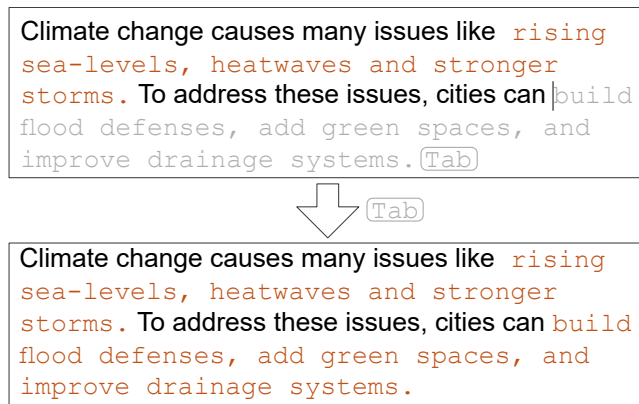 Climate change causes many issues like rising
sea-levels, heatwaves and stronger
storms. To address these issues, cities can build
flood defenses, add green spaces, and
improve drainage systems. Tab
Tab
Climate change causes many issues like rising
sea-levels, heatwaves and stronger
storms. To address these issues, cities can build
flood defenses, add green spaces, and
improve drainage systems.